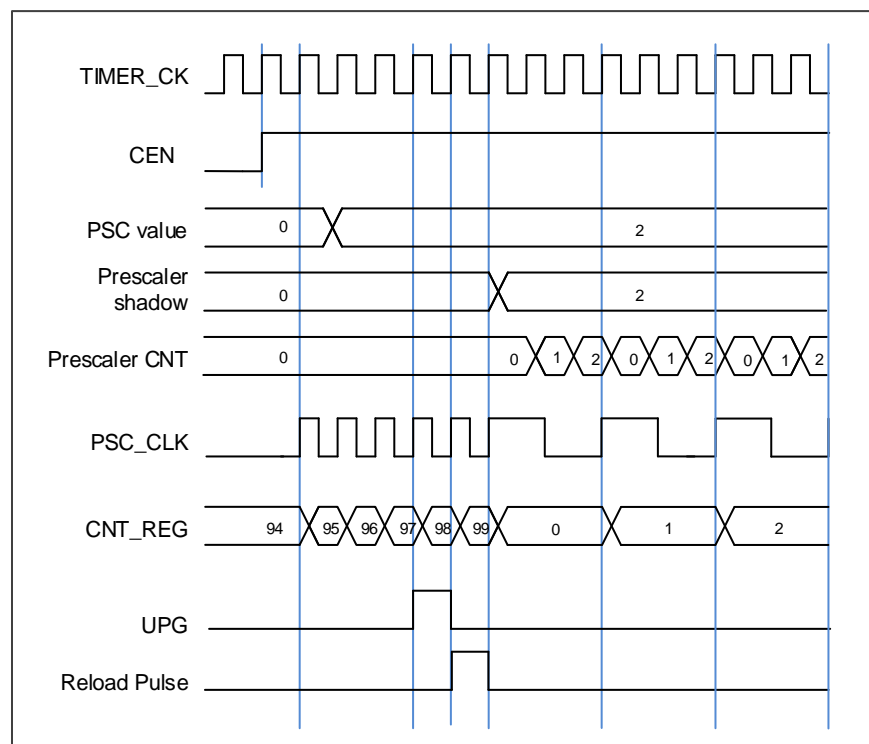 TIMER_CK
CEN
PSC value 0 2
Prescaler
shadow 0 2
Prescaler CNT 0 0 1 2 0 1 2 0 1 2
PSC_CLK
CNT_REG 94 95 96 97 98 99 0 1 2
UPG
Reload Pulse